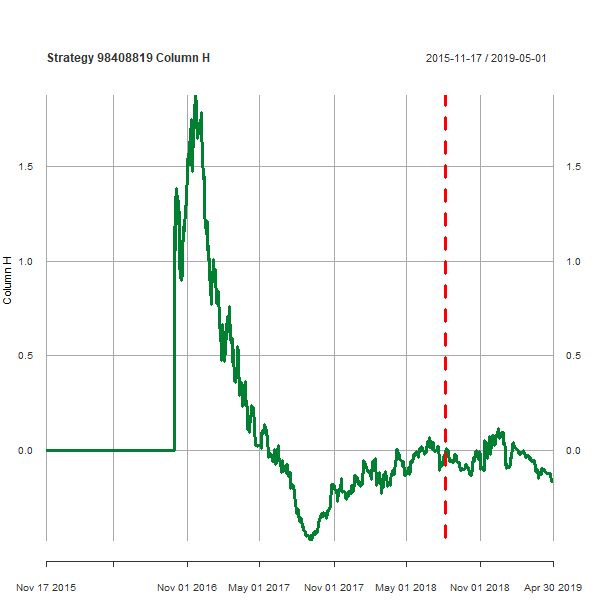 Strategy 98408819 Column H
2015-11-17 / 2019-05-01
Column H
1.5
1.0
0.5
0.0
1.5
1.0
0.5
0.0
Nov 17 2015
Nov 01 2016
May 01 2017
Nov 01 2017
May 01 2018
Nov 01 2018
Apr 30 2019